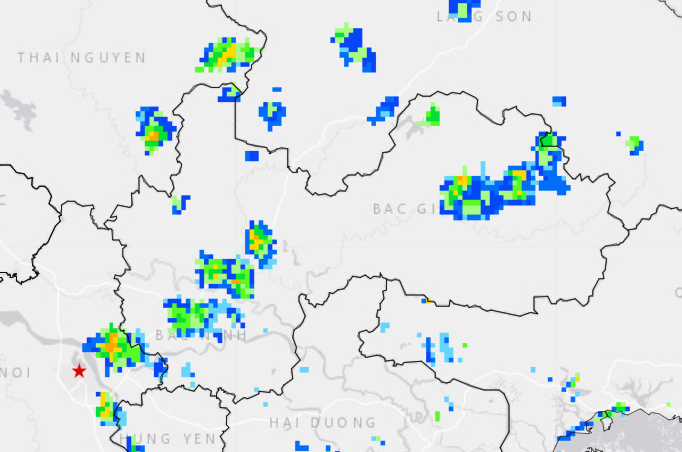 LANG SON
THAI NGUYEN
C
BAC GI
BAC NINH
NOI
HAI DUONG
HUNG YEN